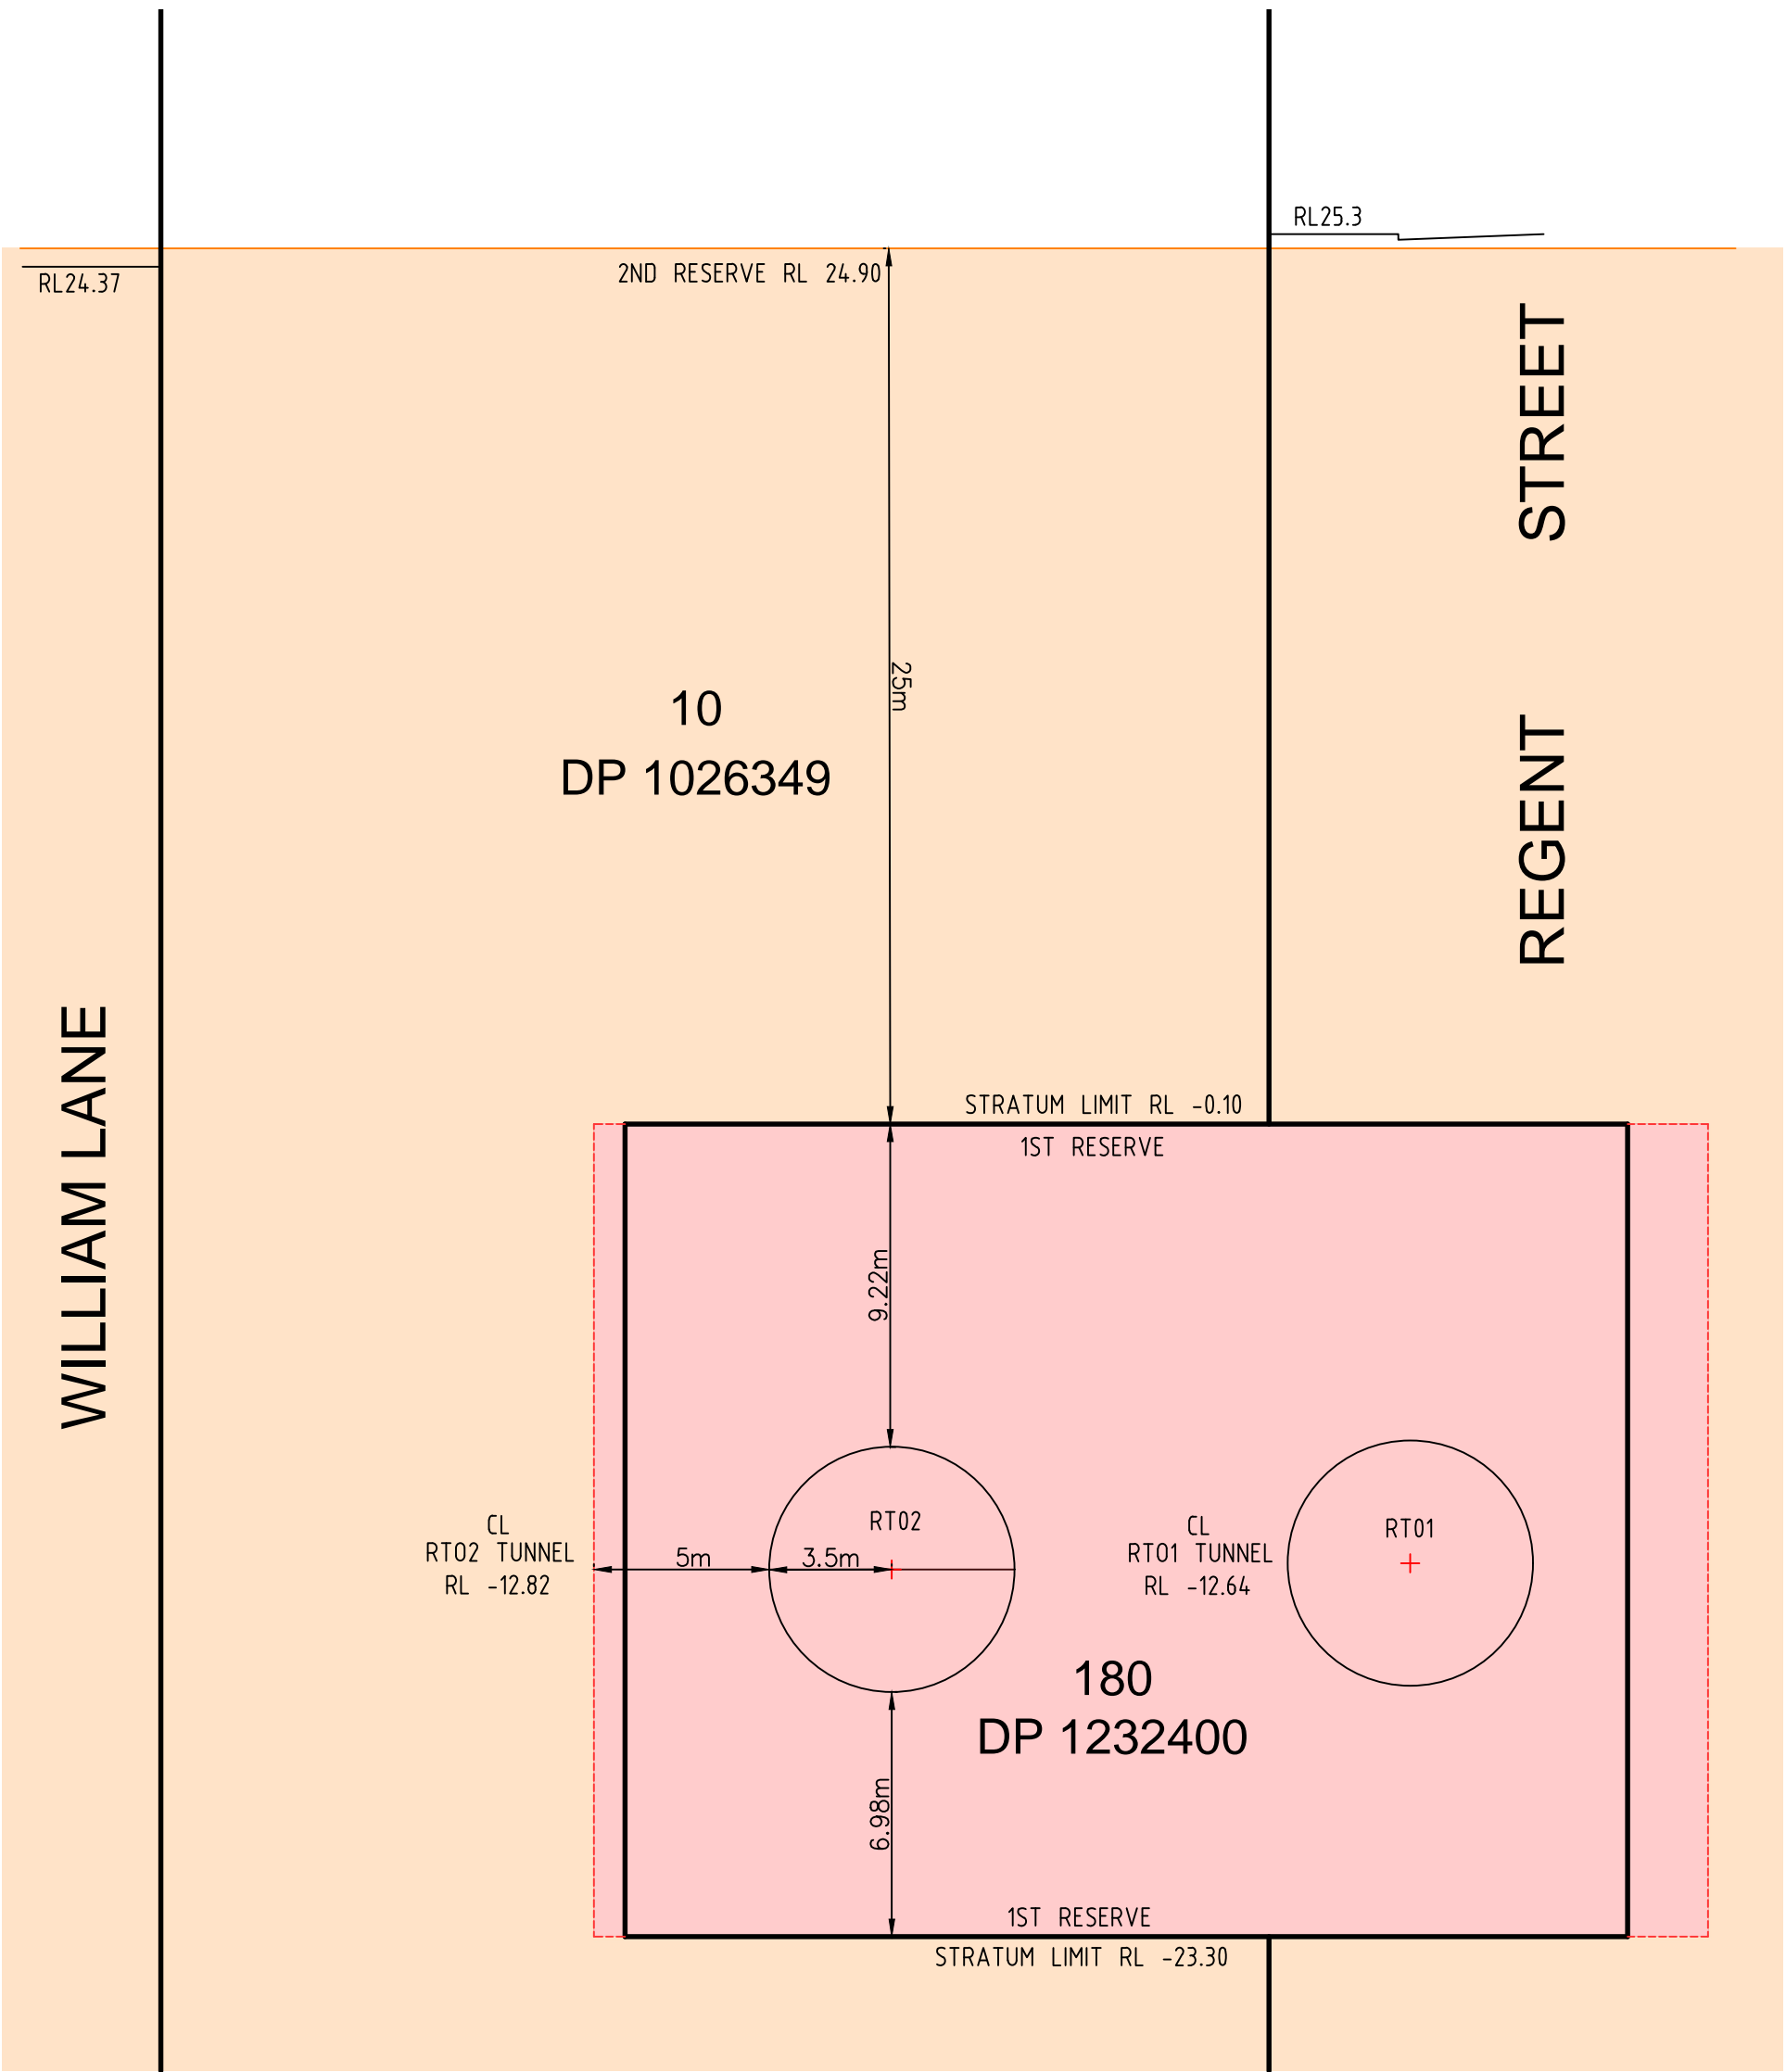 RL25.3
RL24.37
2ND RESERVE RL 24.90
REGENT STREET
25m
10
DP 1026349
WILLIAM LANE
STRATUM LIMIT RL -0.10
1ST RESERVE
9.22m
RT02
RT01
CL
RT02 TUNNEL
RL -12.82
5m
3.5m
CL
RT01 TUNNEL
RL -12.64
180
DP 1232400
6.98m
1ST RESERVE
STRATUM LIMIT RL -23.30